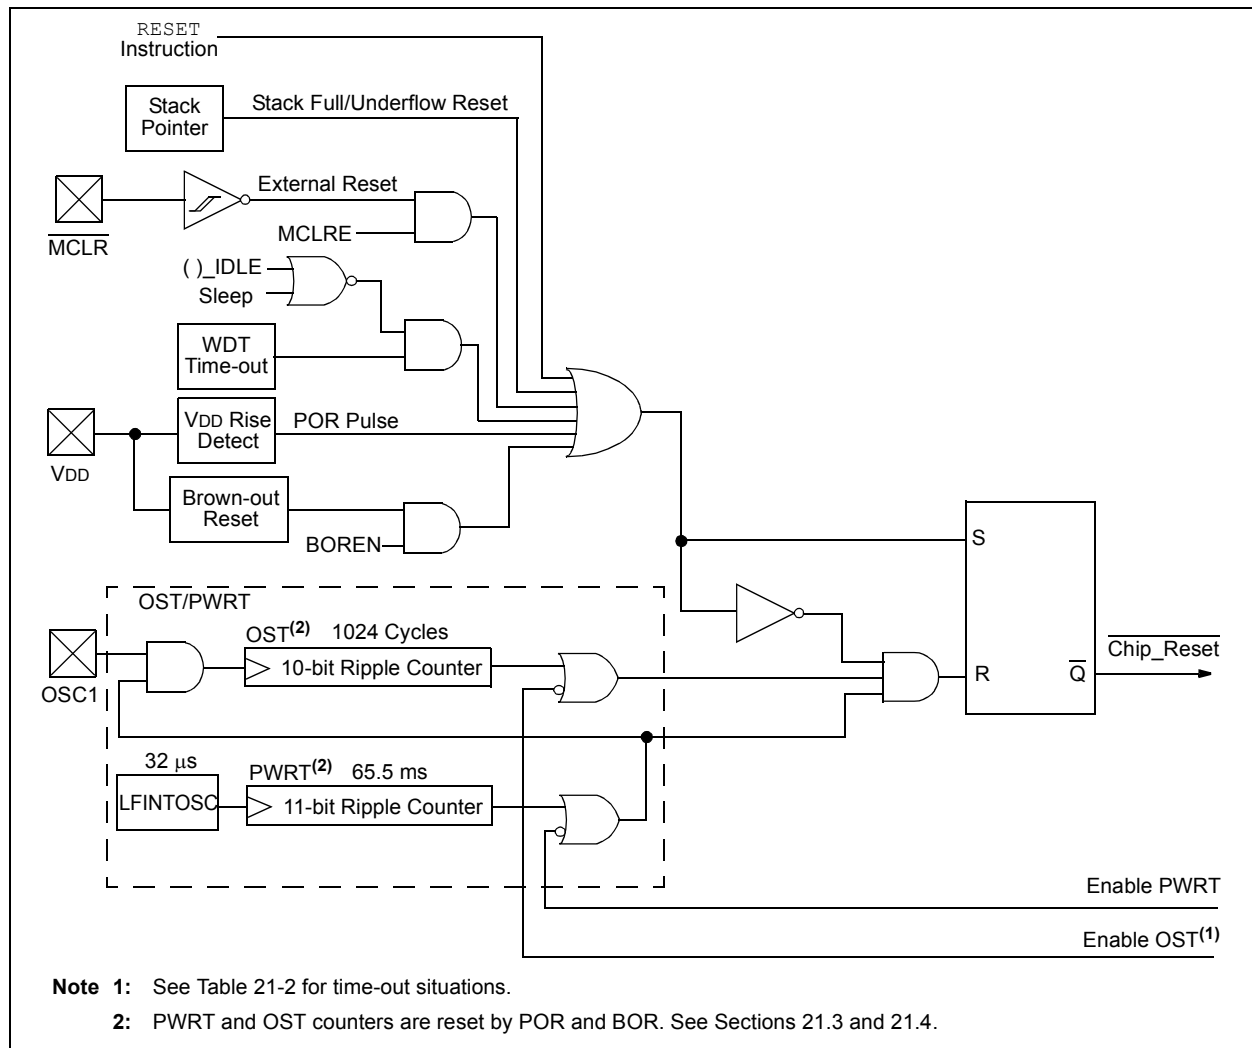 RESET
Instruction
Stack
Pointer
Stack Full/Underflow Reset
External Reset
MCLR
MCLRE
( )_IDLE
Sleep
WDT
Time-out
VDD
VDD Rise
Detect
POR Pulse
Brown-out
Reset
BOREN
S
R
Q
Chip_Reset
OST/PWRT
OSC1
OST(2) 1024 Cycles
10-bit Ripple Counter
32 μs
LFINTOSC
PWRT(2) 65.5 ms
11-bit Ripple Counter
Enable PWRT
Enable OST(1)
Note 1: See Table 21-2 for time-out situations.
2: PWRT and OST counters are reset by POR and BOR. See Sections 21.3 and 21.4.